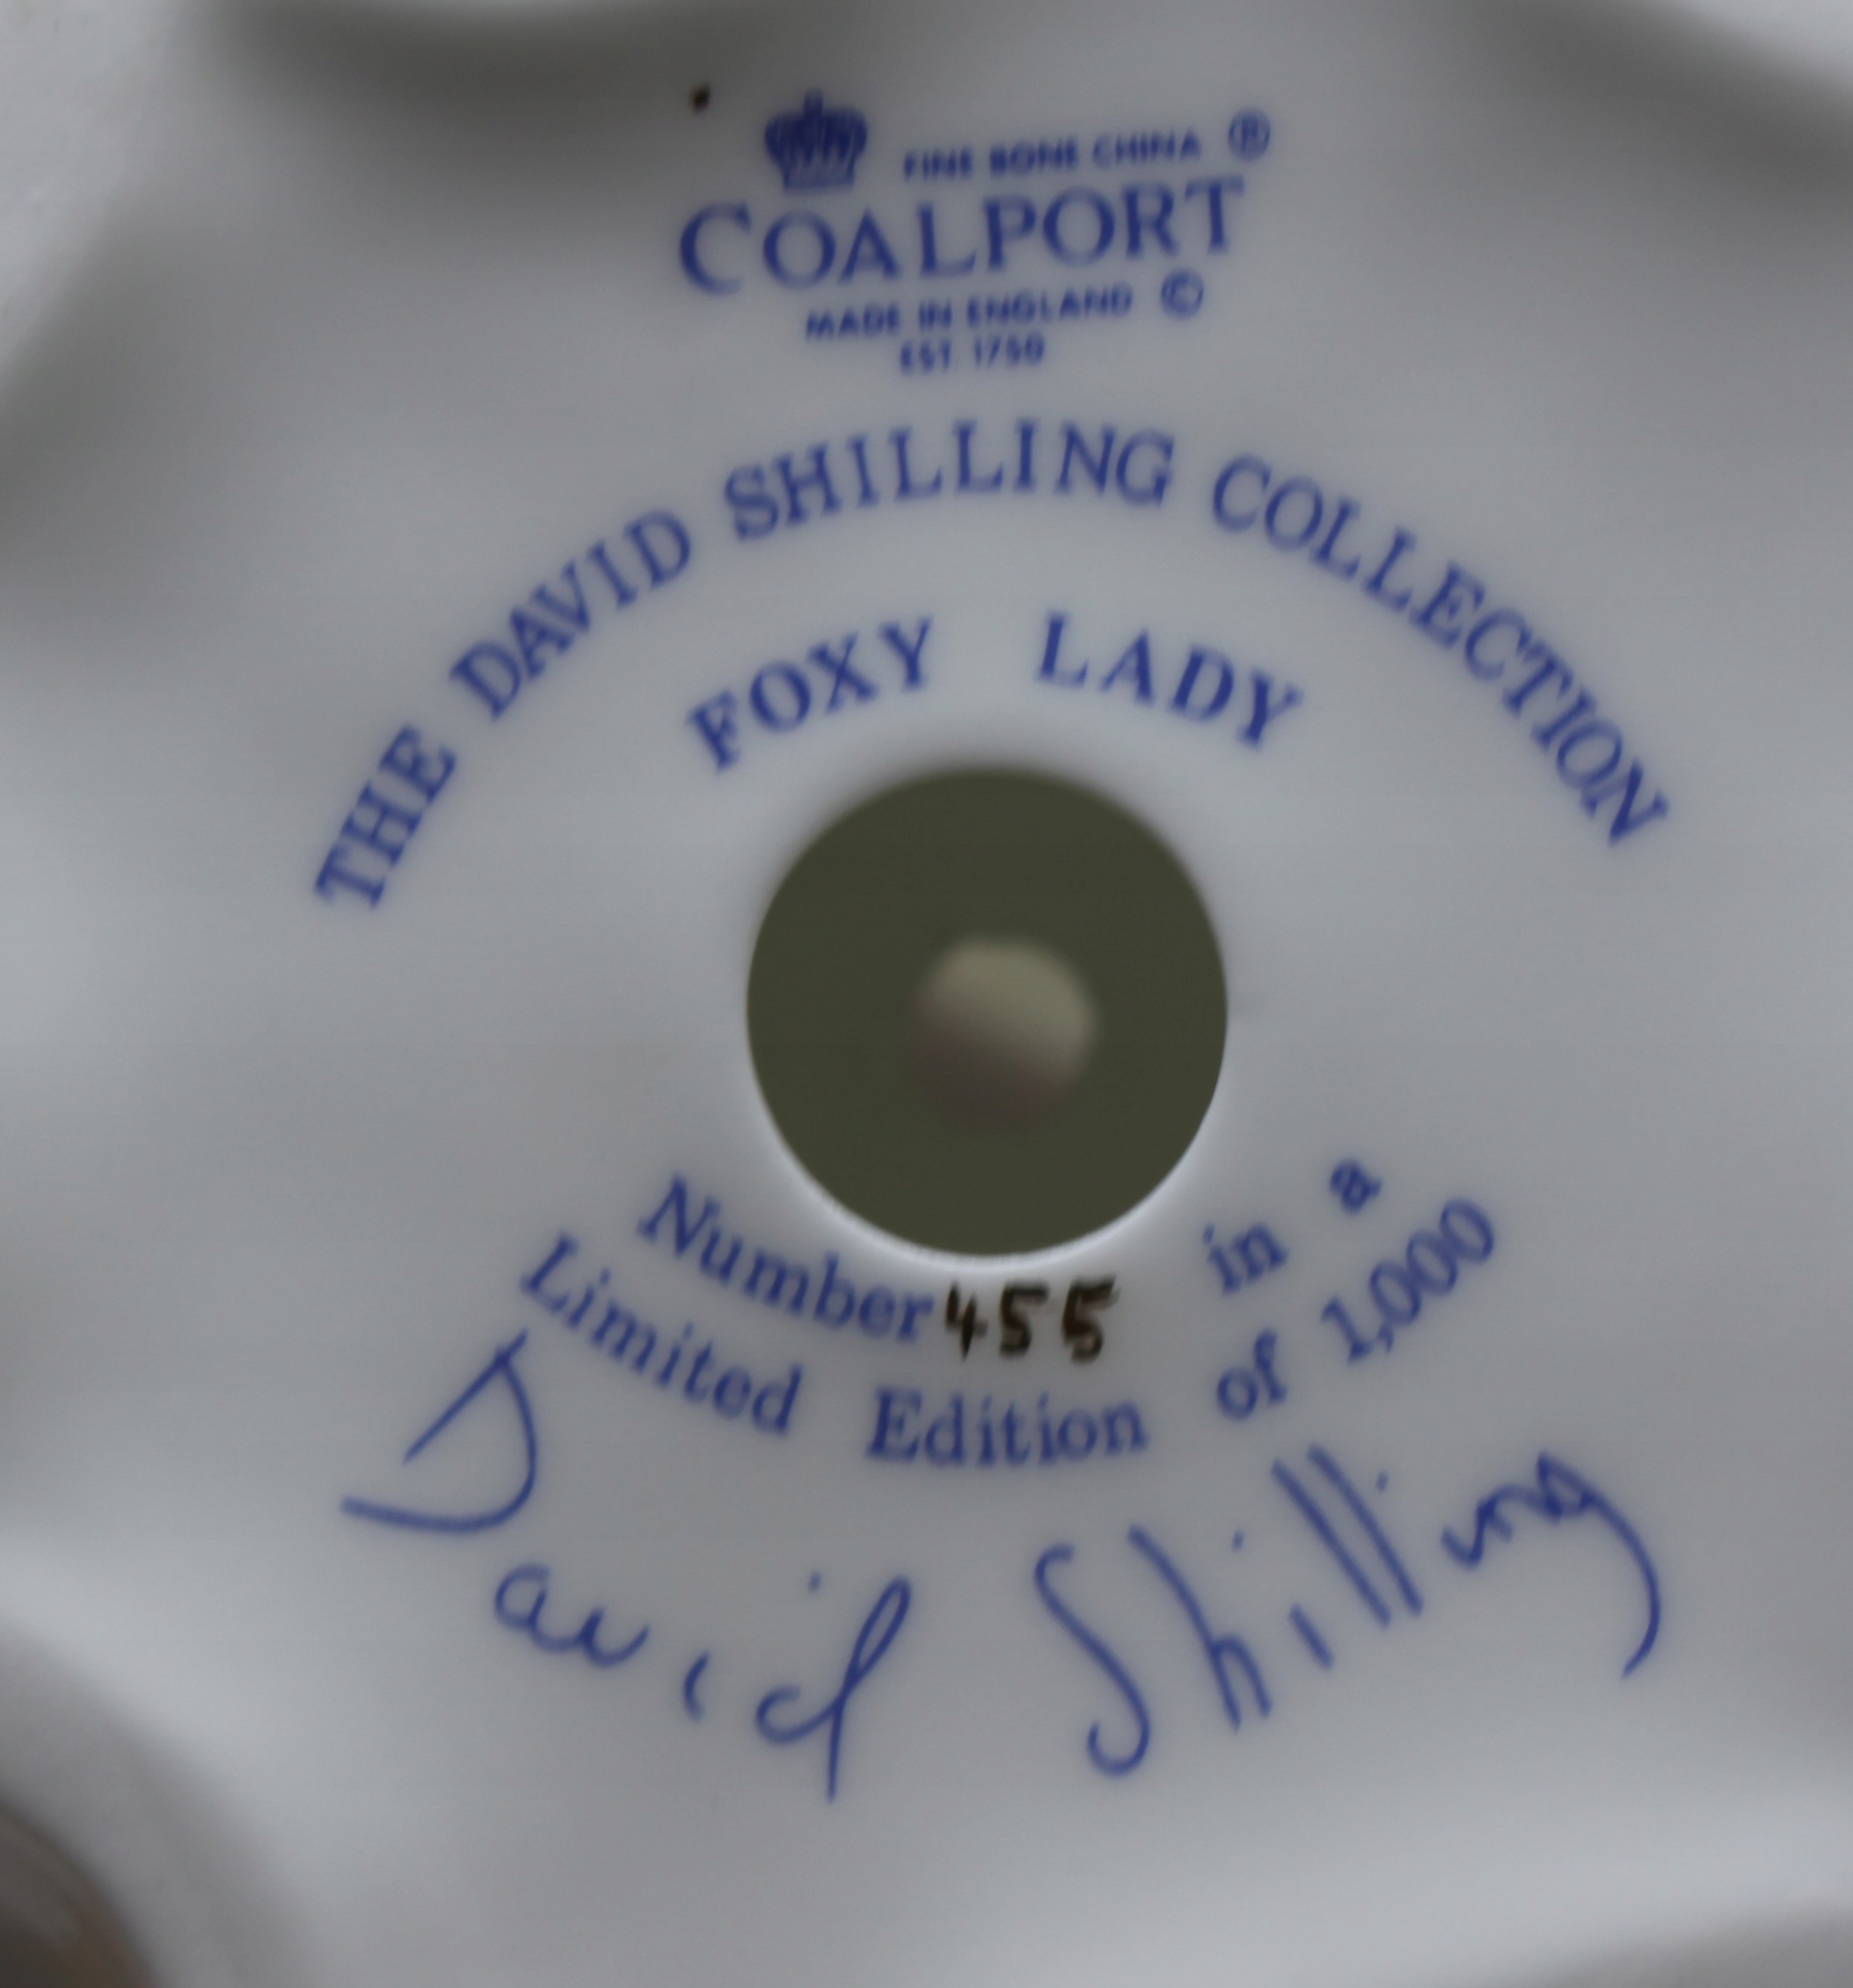 FINE BONE CHINA ®
COALPORT
MADE IN ENGLAND ©
EST. 1750
THE DAVID SHILLING COLLECTION
FOXY LADY
Number 455 in a
Limited Edition of 1,000
David Shilling